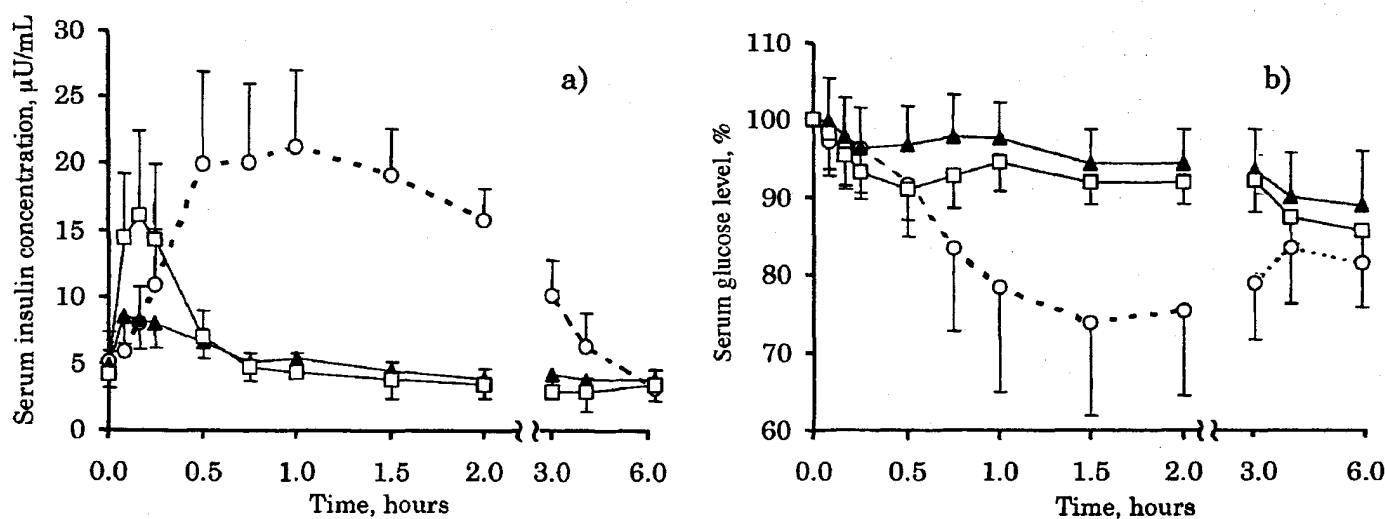 Serum insulin concentration, µU/mL
30
25
20
15
10
5
0
a)
0.0 0.5 1.0 1.5 2.0 3.0 6.0
Time, hours
Serum glucose level, %
110
100
90
80
70
60
b)
0.0 0.5 1.0 1.5 2.0 3.0 6.0
Time, hours